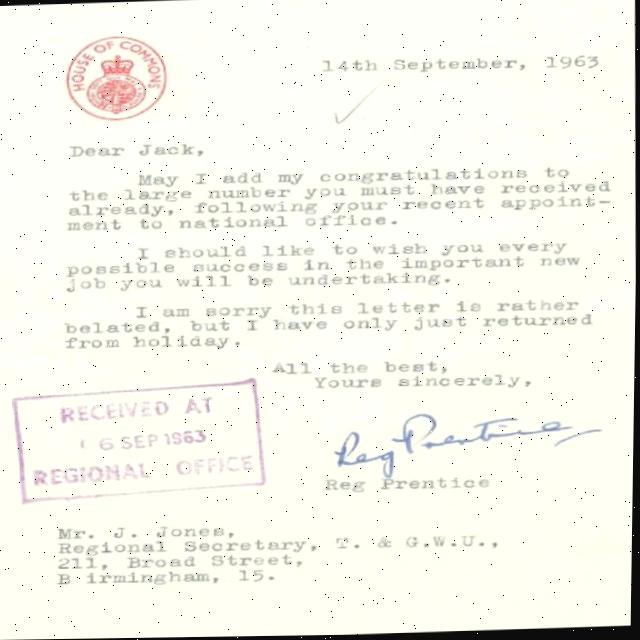 HOUSE OF COMMONS
14th September, 1963
Dear Jack,
May I add my congratulations to
the large number you must have received
already, following your recent appoint-
ment to national office.
I should like to wish you every
possible success in the important new
job you will be undertaking.
I am sorry this letter is rather
belated, but I have only just returned
from holiday.
All the best,
Yours sincerely,
RECEIVED AT
16 SEP 1963
REGIONAL OFFICE
Reg Prentice
Reg Prentice
Mr. J. Jones,
Regional Secretary, T. & G.W.U.,
211, Broad Street,
B irmingham, 15.